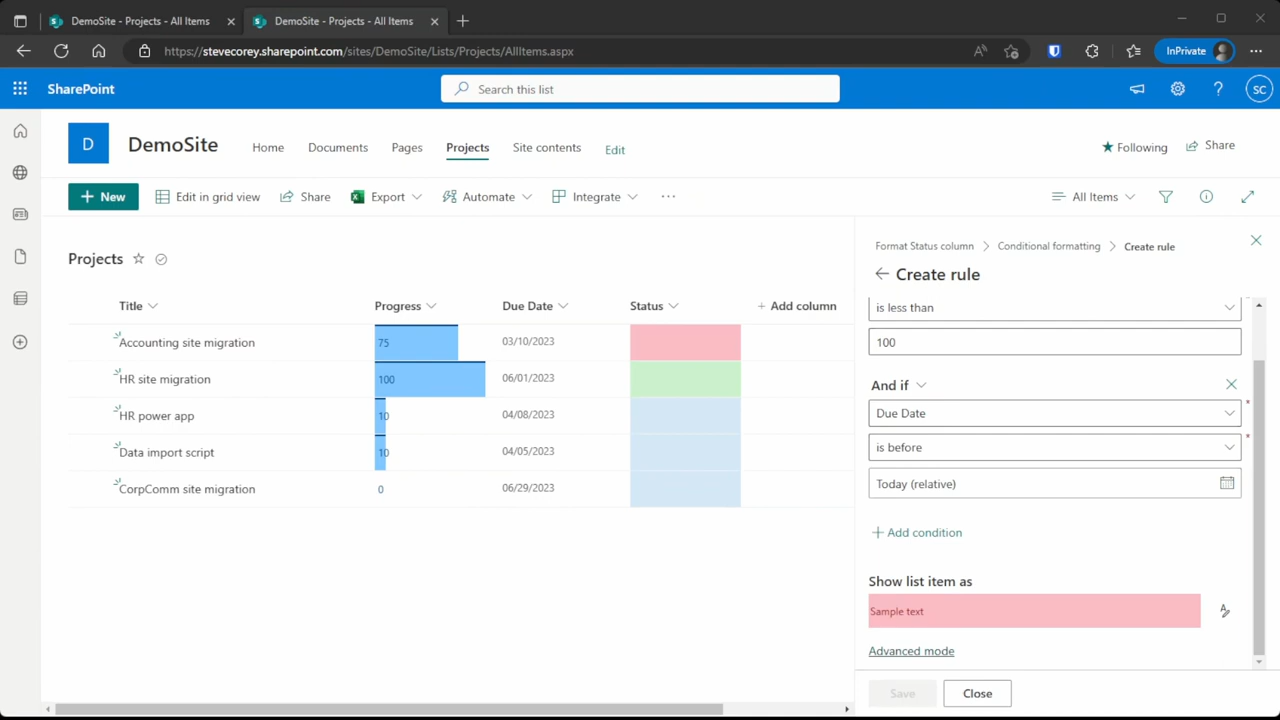 DemoSite - Projects - All Items
DemoSite - Projects - All Items
https://stevecorey.sharepoint.com/sites/DemoSite/Lists/Projects/AllItems.aspx
InPrivate
SharePoint
Search this list
SC
D
DemoSite
Home
Documents
Pages
Projects
Site contents
Edit
Following
Share
New
Edit in grid view
Share
Export
Automate
Integrate
All Items
Projects
Title
Progress
Due Date
Status
Add column
Accounting site migration
75
03/10/2023
HR site migration
100
06/01/2023
HR power app
10
04/08/2023
Data import script
10
04/05/2023
CorpComm site migration
0
06/29/2023
Format Status column
Conditional formatting
Create rule
Create rule
is less than
100
And if
Due Date
*
is before
*
Today (relative)
Add condition
Show list item as
Sample text
Advanced mode
Save
Close